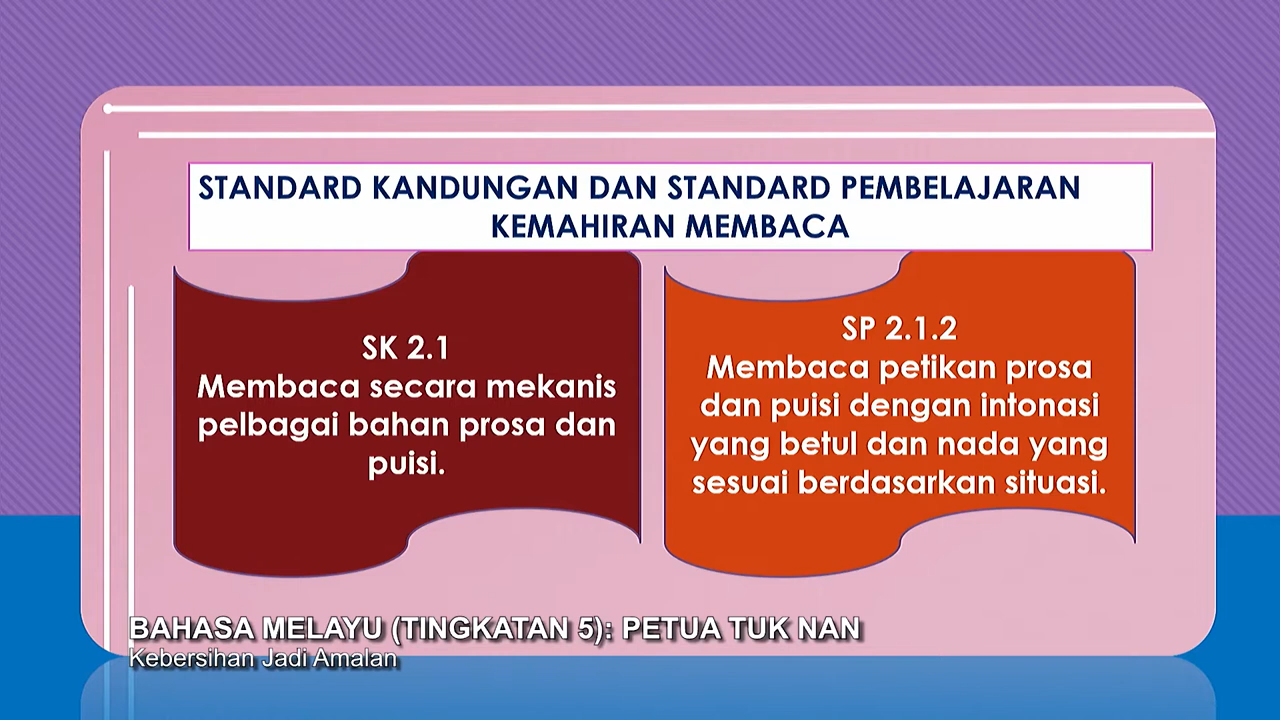 STANDARD KANDUNGAN DAN STANDARD PEMBELAJARAN
KEMAHIRAN MEMBACA
SK 2.1
Membaca secara mekanis
pelbagai bahan prosa dan
puisi.
SP 2.1.2
Membaca petikan prosa
dan puisi dengan intonasi
yang betul dan nada yang
sesuai berdasarkan situasi.
BAHASA MELAYU (TINGKATAN 5): PETUA TUK NAN
Kebersihan Jadi Amalan